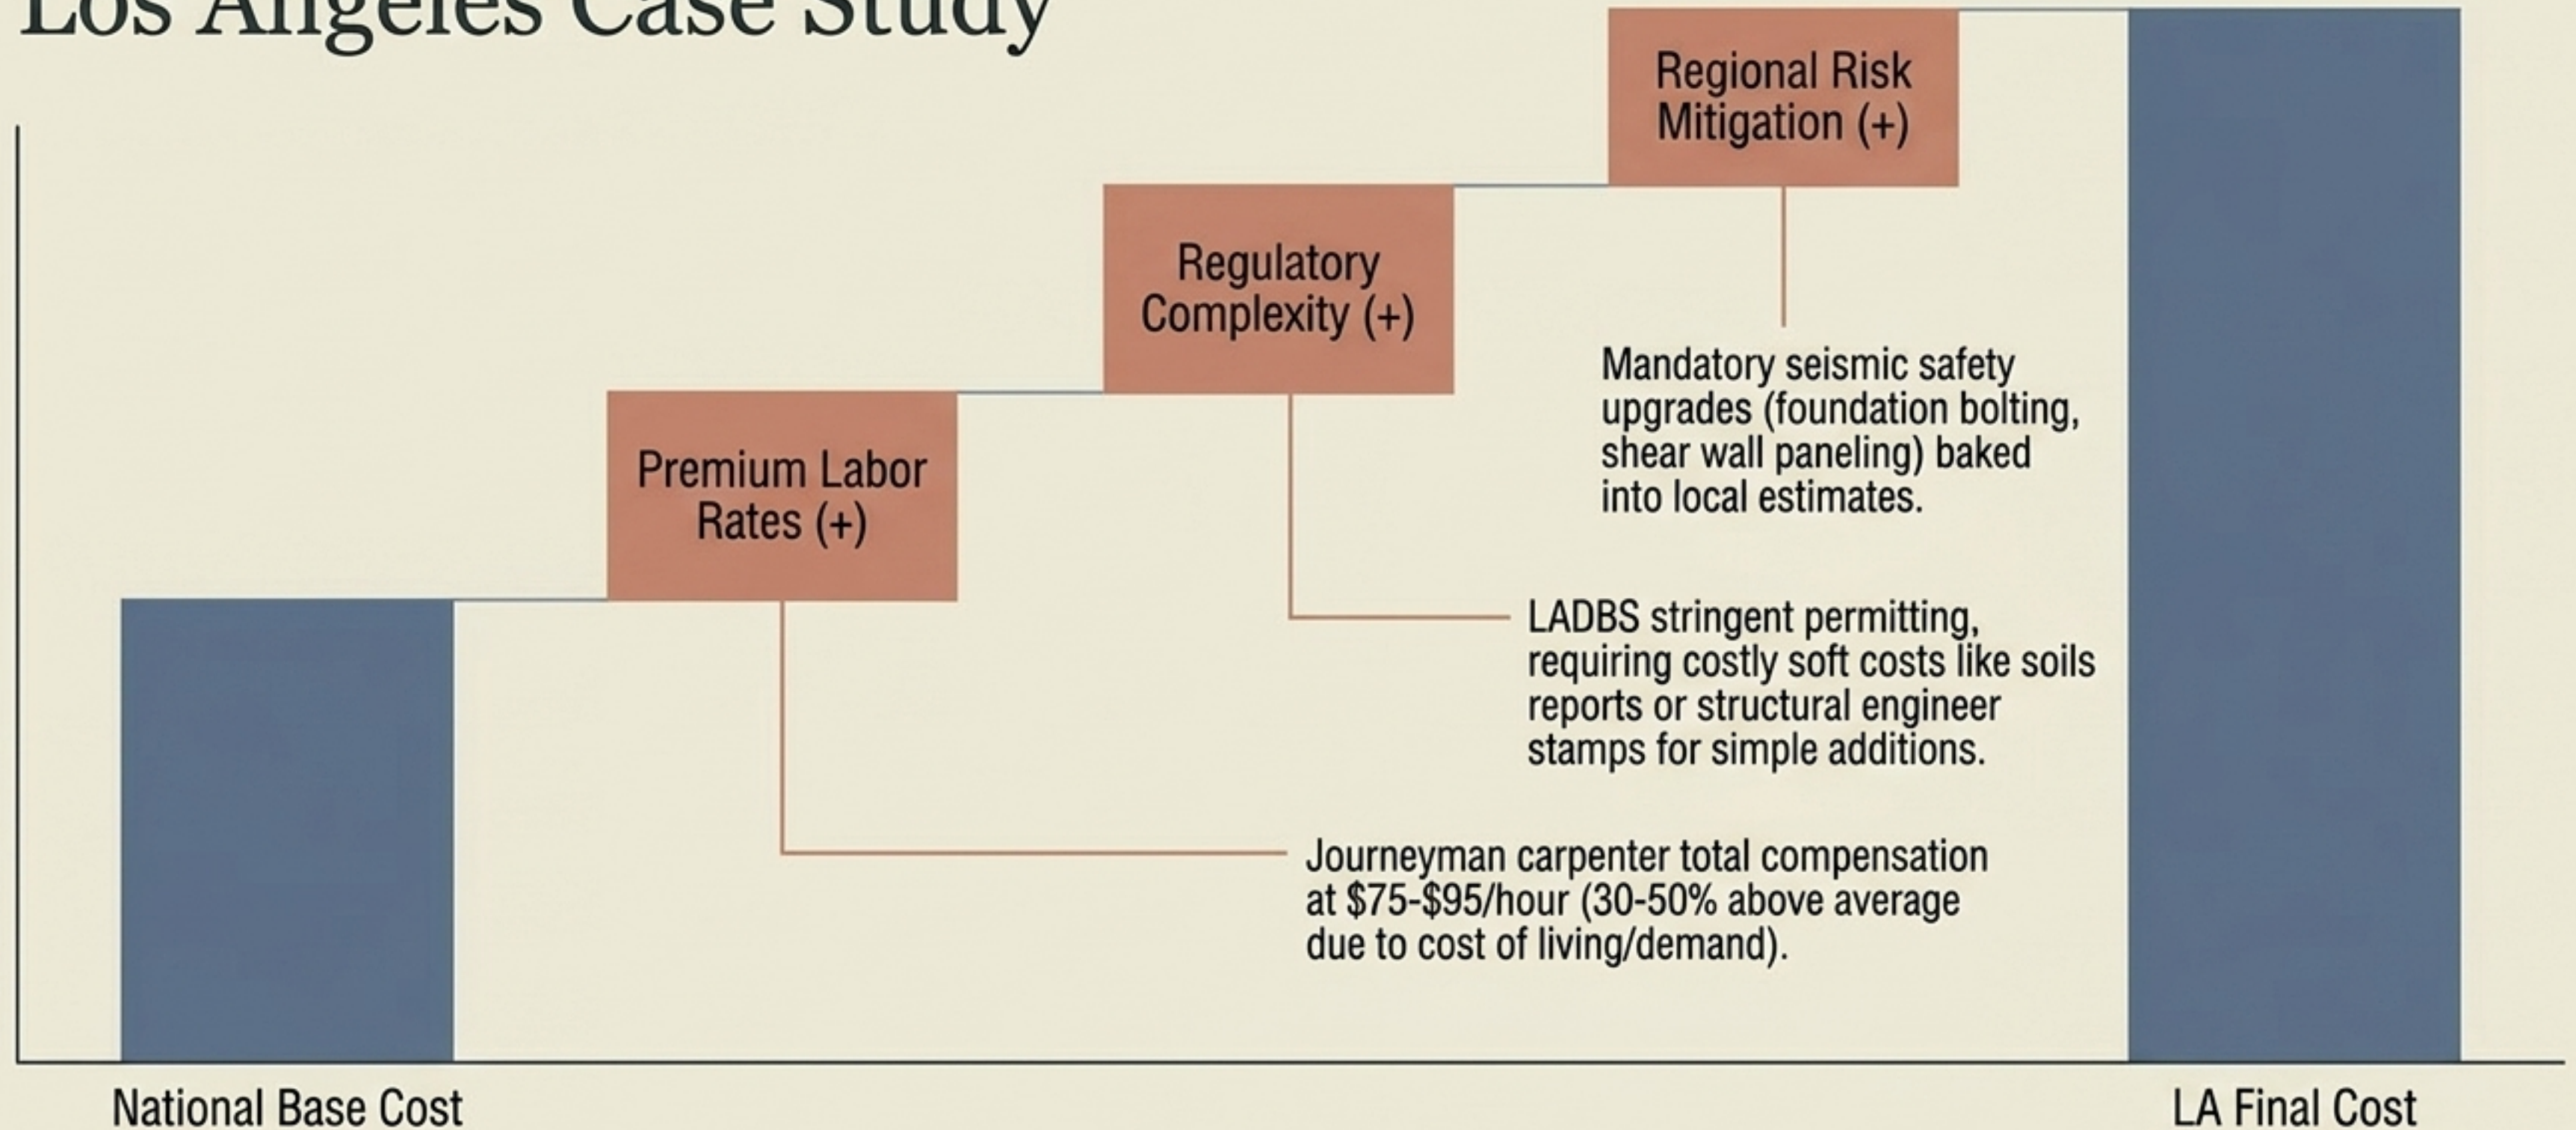 Los Angeles Case Study
Regional Risk
Mitigation (+)
Regulatory
Complexity (+)
Premium Labor
Rates (+)
Mandatory seismic safety
upgrades (foundation bolting,
shear wall paneling) baked
into local estimates.
LADBS stringent permitting,
requiring costly soft costs like soils
reports or structural engineer
stamps for simple additions.
Journeyman carpenter total compensation
at $75-$95/hour (30-50% above average
due to cost of living/demand).
National Base Cost
LA Final Cost